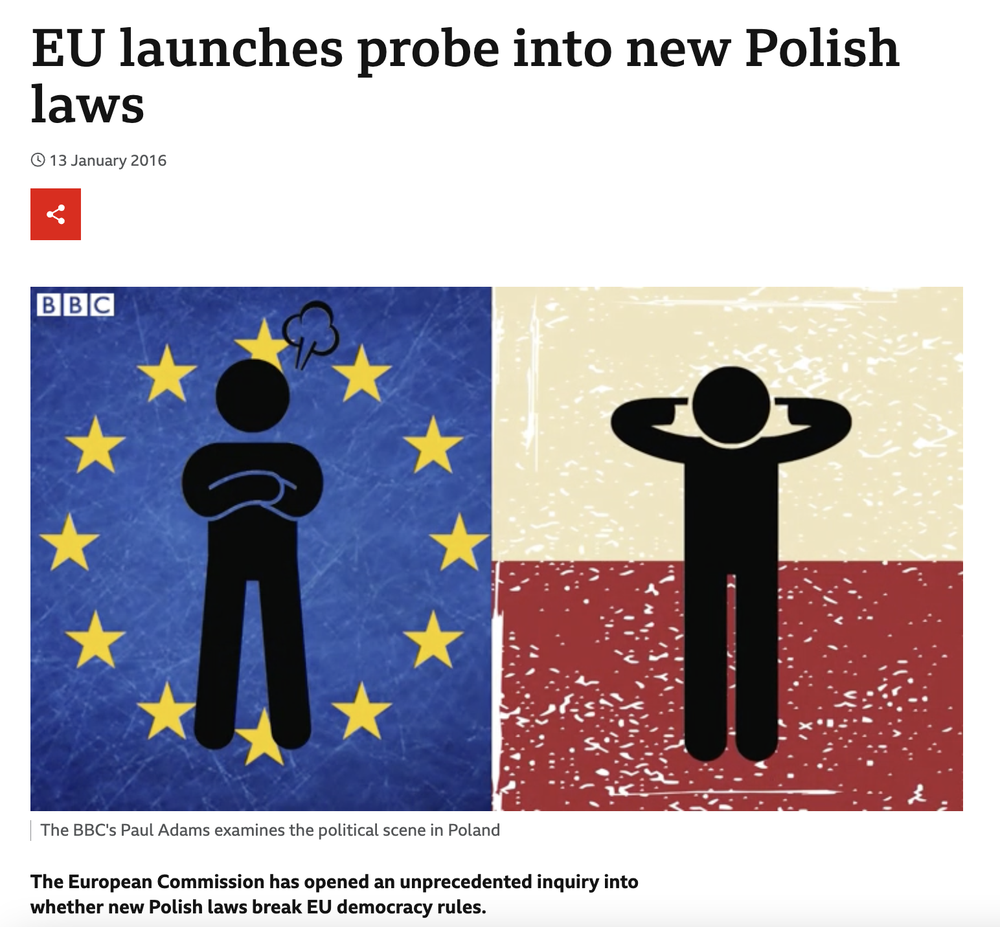 EU launches probe into new Polish
laws
13 January 2016
BBC
The BBC's Paul Adams examines the political scene in Poland
The European Commission has opened an unprecedented inquiry into
whether new Polish laws break EU democracy rules.